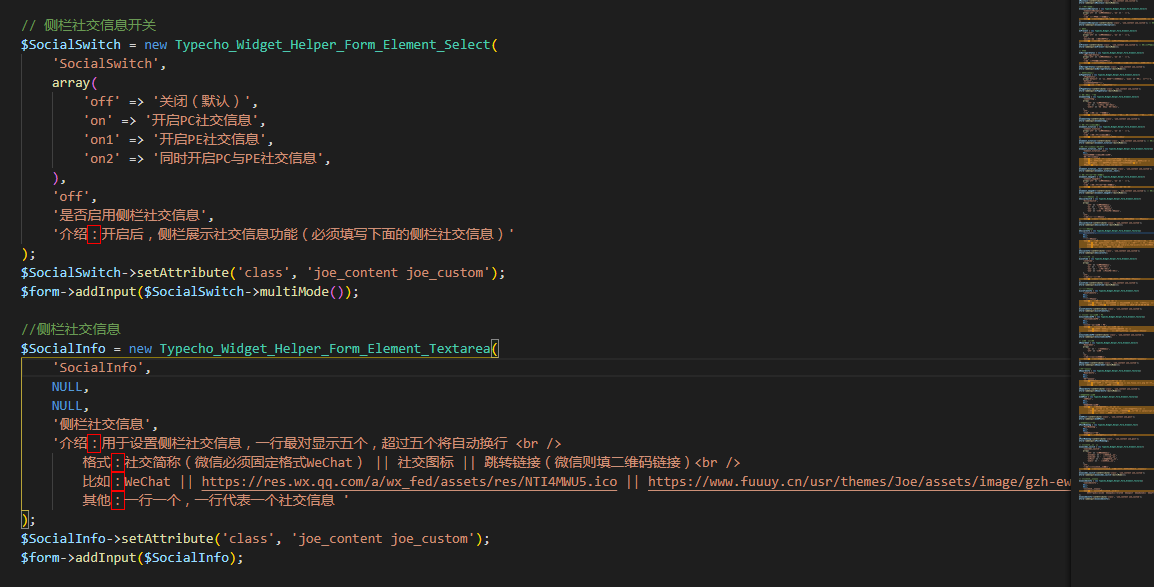 // 侧栏社交信息开关
$SocialSwitch = new Typecho_Widget_Helper_Form_Element_Select(
'SocialSwitch',
array(
'off' => '关闭（默认）',
'on' => '开启PC社交信息',
'on1' => '开启PE社交信息',
'on2' => '同时开启PC与PE社交信息',
),
'off',
'是否启用侧栏社交信息',
'介绍：开启后，侧栏展示社交信息功能（必须填写下面的侧栏社交信息）'
);
$SocialSwitch->setAttribute('class', 'joe_content joe_custom');
$form->addInput($SocialSwitch->multiMode());
//侧栏社交信息
$SocialInfo = new Typecho_Widget_Helper_Form_Element_Textarea(
'SocialInfo',
NULL,
NULL,
'侧栏社交信息',
'介绍：用于设置侧栏社交信息，一行最对显示五个，超过五个将自动换行 <br />
格式：社交简称（微信必须固定格式WeChat） || 社交图标 || 跳转链接（微信则填二维码链接）<br />
比如：WeChat || https://res.wx.qq.com/a/wx_fed/assets/res/NTI4MWU5.ico || https://www.fuuuy.cn/usr/themes/Joe/assets/image/gzh-ew
其他：一行一个，一行代表一个社交信息 '
);
$SocialInfo->setAttribute('class', 'joe_content joe_custom');
$form->addInput($SocialInfo);